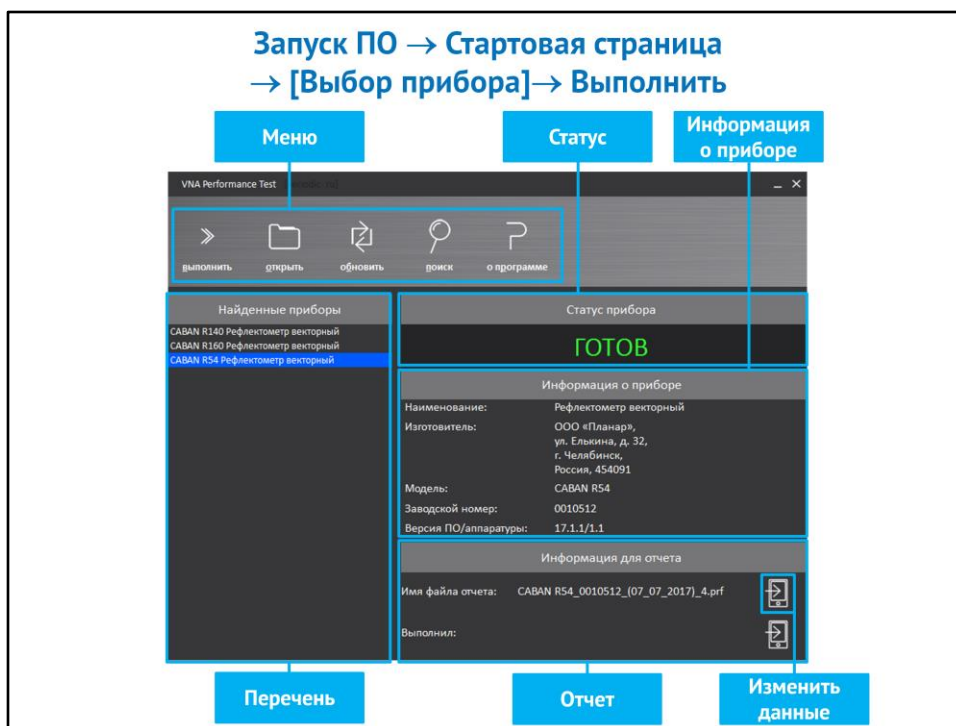 Запуск ПО → Стартовая страница
→ [Выбор прибора]→ Выполнить
Меню
Статус
Информация
о приборе
VNA Performance Test
выполнить
открыть
обновить
поиск
о программе
Найденные приборы
CABAN R140 Рефлектометр векторный
CABAN R160 Рефлектометр векторный
CABAN R54 Рефлектометр векторный
Статус прибора
ГОТОВ
Информация о приборе
Наименование: Рефлектометр векторный
Изготовитель: ООО «Планар»,
ул. Елькина, д. 32,
г. Челябинск,
Россия, 454091
Модель: CABAN R54
Заводской номер: 0010512
Версия ПО/аппаратуры: 17.1.1/1.1
Информация для отчета
Имя файла отчета: CABAN R54_0010512_(07_07_2017)_4.prf
Выполнил:
Перечень
Отчет
Изменить
данные